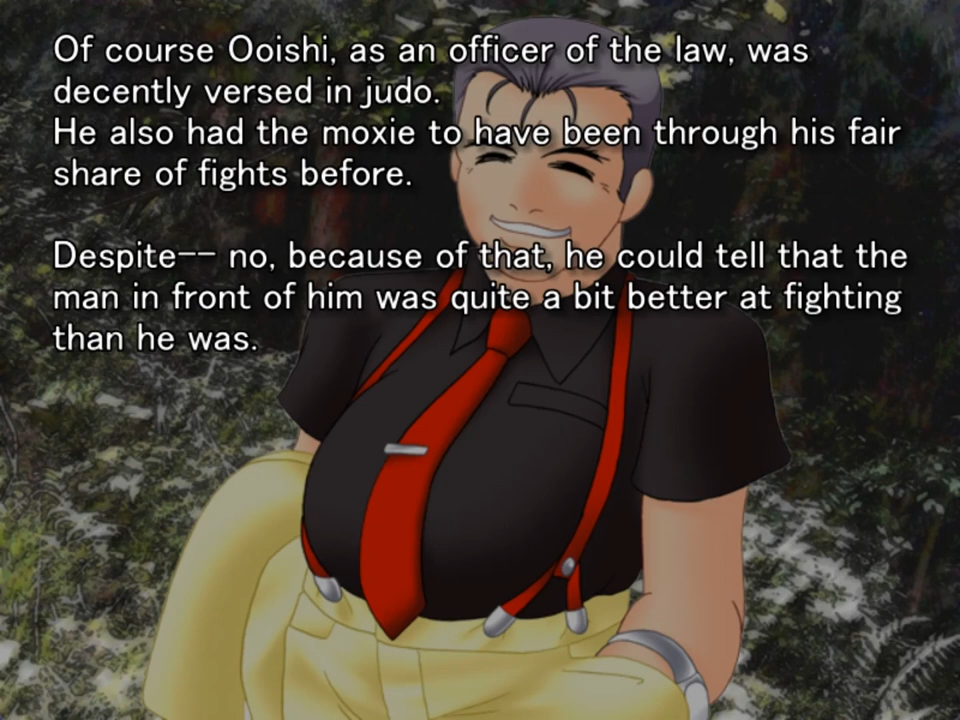 Of course Ooishi, as an officer of the law, was
decently versed in judo.
He also had the moxie to have been through his fair
share of fights before.
Despite-- no, because of that, he could tell that the
man in front of him was quite a bit better at fighting
than he was.